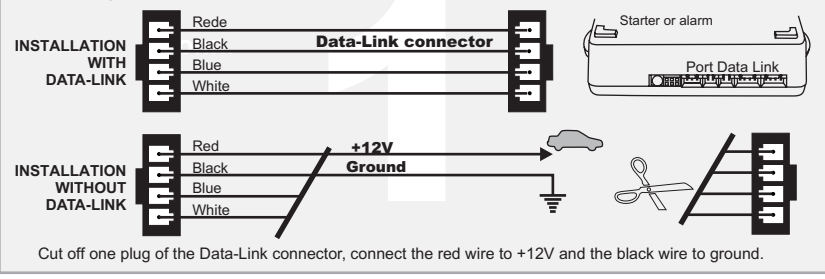 INSTALLATION
WITH
DATA-LINK
Rede
Black
Blue
White
Data-Link connector
Starter or alarm
Port Data Link
1
INSTALLATION
WITHOUT
DATA-LINK
Red
Black
Blue
White
+12V
Ground
Cut off one plug of the Data-Link connector, connect the red wire to +12V and the black wire to ground.